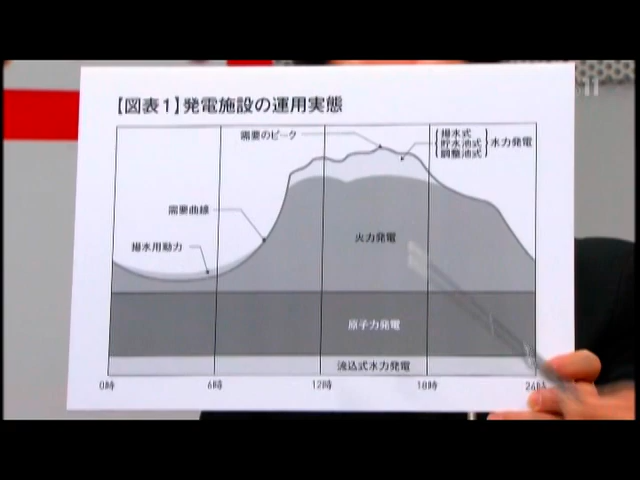 【図表1】発電施設の運用実態
需要のピーク
揚水式
貯水池式
調整池式
水力発電
需要曲線
揚水用動力
火力発電
原子力発電
流込式水力発電
0時
6時
12時
18時
24時